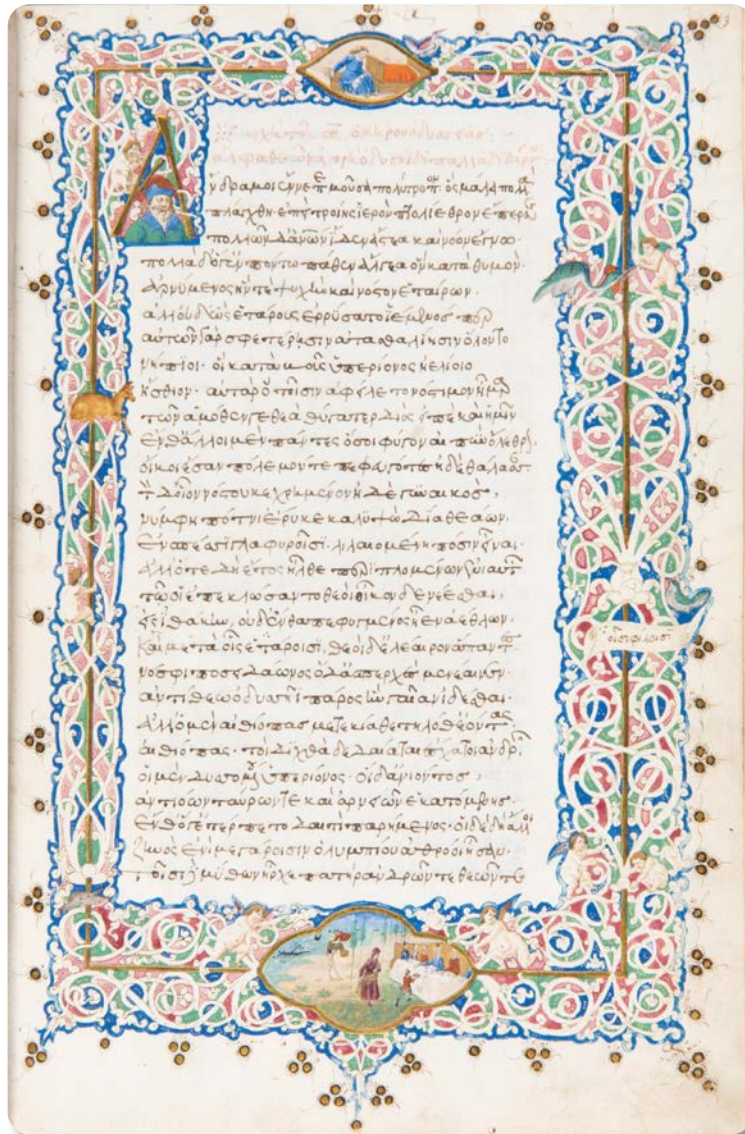 Ἄνδρα μοι ἔννεπε μοῦσα πολύτροπον ὃς μάλα πολλὰ
πλάγχθη ἐπεὶ τροίης ἱερὸν πτολίεθρον ἔπερσε
πολλῶν δ' ἀνθρώπων ἴδεν ἄστεα καὶ νόον ἔγνω.
πολλὰ δ' ὅγ' ἐν πόντῳ πάθεν ἄλγεα ὃν κατὰ θυμόν.
ἀρνύμενος ἥν τε ψυχὴν καὶ νόστον ἑταίρων.
ἀλλ' οὐδ' ὣς ἑτάρους ἐρρύσατο ἱέμενός περ
αὐτῶν γὰρ σφετέρῃσιν ἀτασθαλίῃσιν ὄλοντο
νήπιοι. οἳ κατὰ βοῦς ὑπερίονος ἠελίοιο
ἤσθιον. αὐτὰρ ὁ τοῖσιν ἀφείλετο νόστιμον ἦμαρ
τῶν ἁμόθεν γε θεὰ θύγατερ διὸς εἰπὲ καὶ ἡμῖν
ἔνθ' ἄλλοι μὲν πάντες ὅσοι φύγον αἰπὺν ὄλεθρον.
οἴκοι ἔσαν πόλεμόν τε πεφευγότες ἠδὲ θάλασσαν
τὸν δ' οἶον νόστου κεχρημένον ἠδὲ γυναικὸς,
νύμφη πότνι' ἔρυκε καλυψὼ δῖα θεάων.
ἐν σπέσσι γλαφυροῖσι. λιλαιομένη πόσιν εἶναι.
ἀλλ' ὅτε δὴ ἔτος ἦλθε περιπλομένων ἐνιαυτῶν
τῷ οἱ ἐπεκλώσαντο θεοὶ οἶκόνδε νέεσθαι.
εἰς ἰθάκην, οὐδ' ἔνθα πεφυγμένος ἦεν ἀέθλων.
καὶ μετὰ οἷς ἑτάροισι. θεοὶ δ' ἐλέαιρον ἅπαντες
νόσφι ποσειδάωνος ὁ δ' ἀσπερχὲς μενέαινεν.
ἀντιθέῳ ὀδυσῆϊ πάρος ἣν γαῖαν ἱκέσθαι.
ἀλλ' ὁ μὲν αἰθίοπας μετεκίαθε τηλόθ' ἐόντας
αἰθίοπας. τοὶ διχθὰ δεδαίαται ἔσχατοι ἀνδρῶν
οἱ μὲν δυσομένου ὑπερίονος. οἱ δ' ἀνιόντος,
ἀντιόων ταύρων τε καὶ ἀρνειῶν ἑκατόμβης.
ἔνθ' ὅγε τέρπετο δαιτὶ παρήμενος. οἱ δὲ δὴ ἄλλοι
ζηνὸς ἐνὶ μεγάροισιν ὀλυμπίου ἀθρόοι ἦσαν.
τοῖσι δὲ μύθων ἦρχε πατὴρ ἀνδρῶν τε θεῶν τε